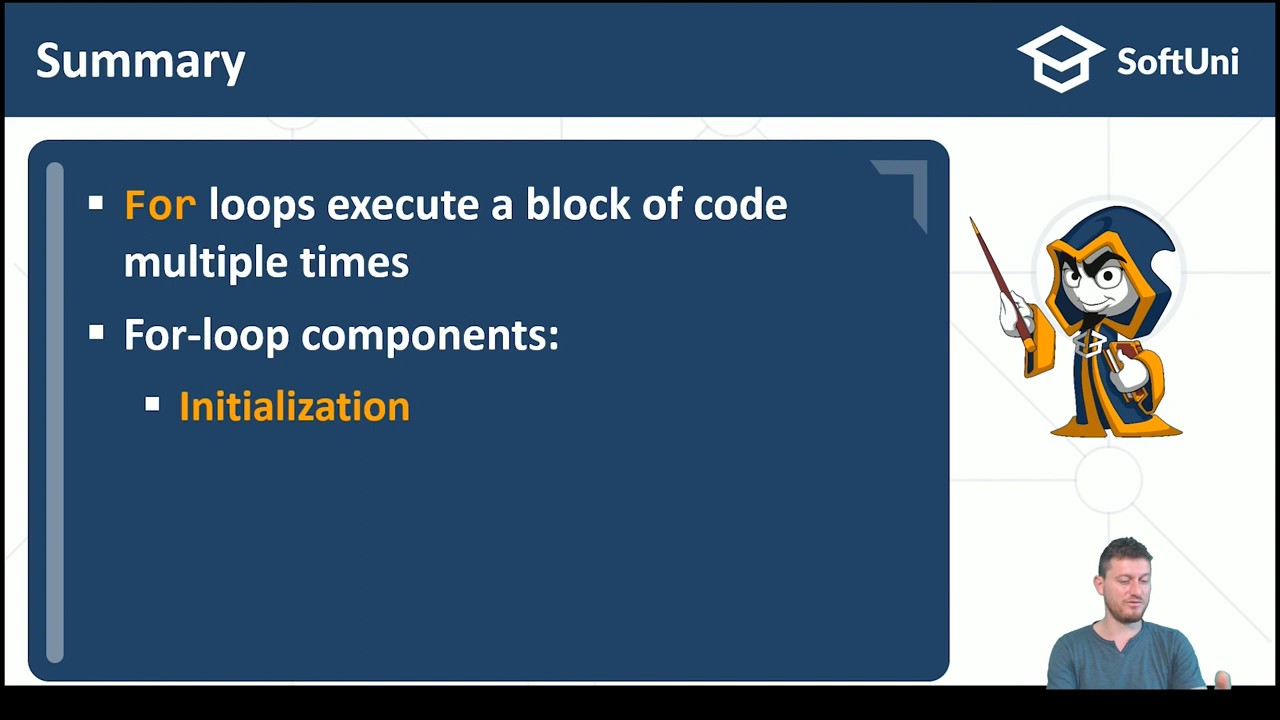 Summary
SoftUni
▪ For loops execute a block of code
multiple times
▪ For-loop components:
▪ Initialization